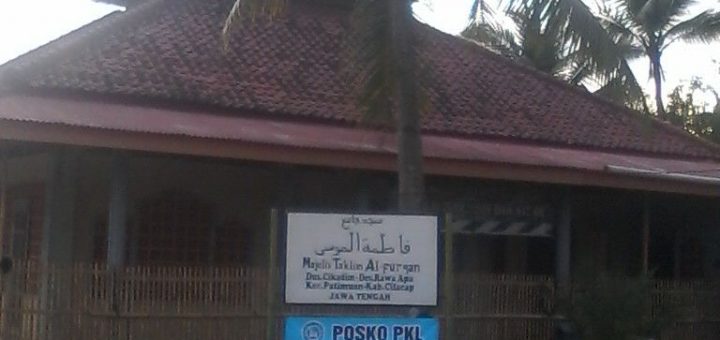 مسجد جامع
فاطمة الموسى
Majelis Taklim Al-furqan
Dus.Cikadim-Des.Rawa Apu
Kec.Patimuan-Kab.Cilacap
JAWA TENGAH
POSKO PKL